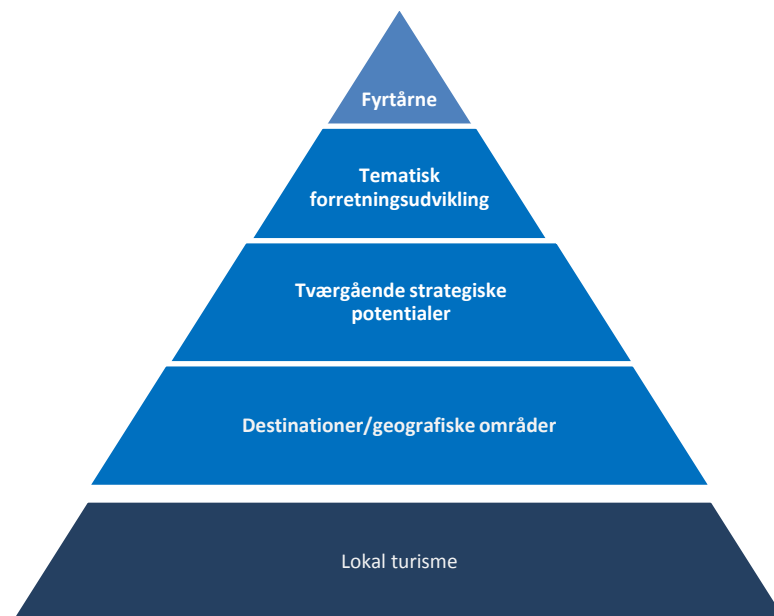 Fyrtårne
Tematisk
forretningsudvikling
Tværgående strategiske
potentialer
Destinationer/geografiske områder
Lokal turisme